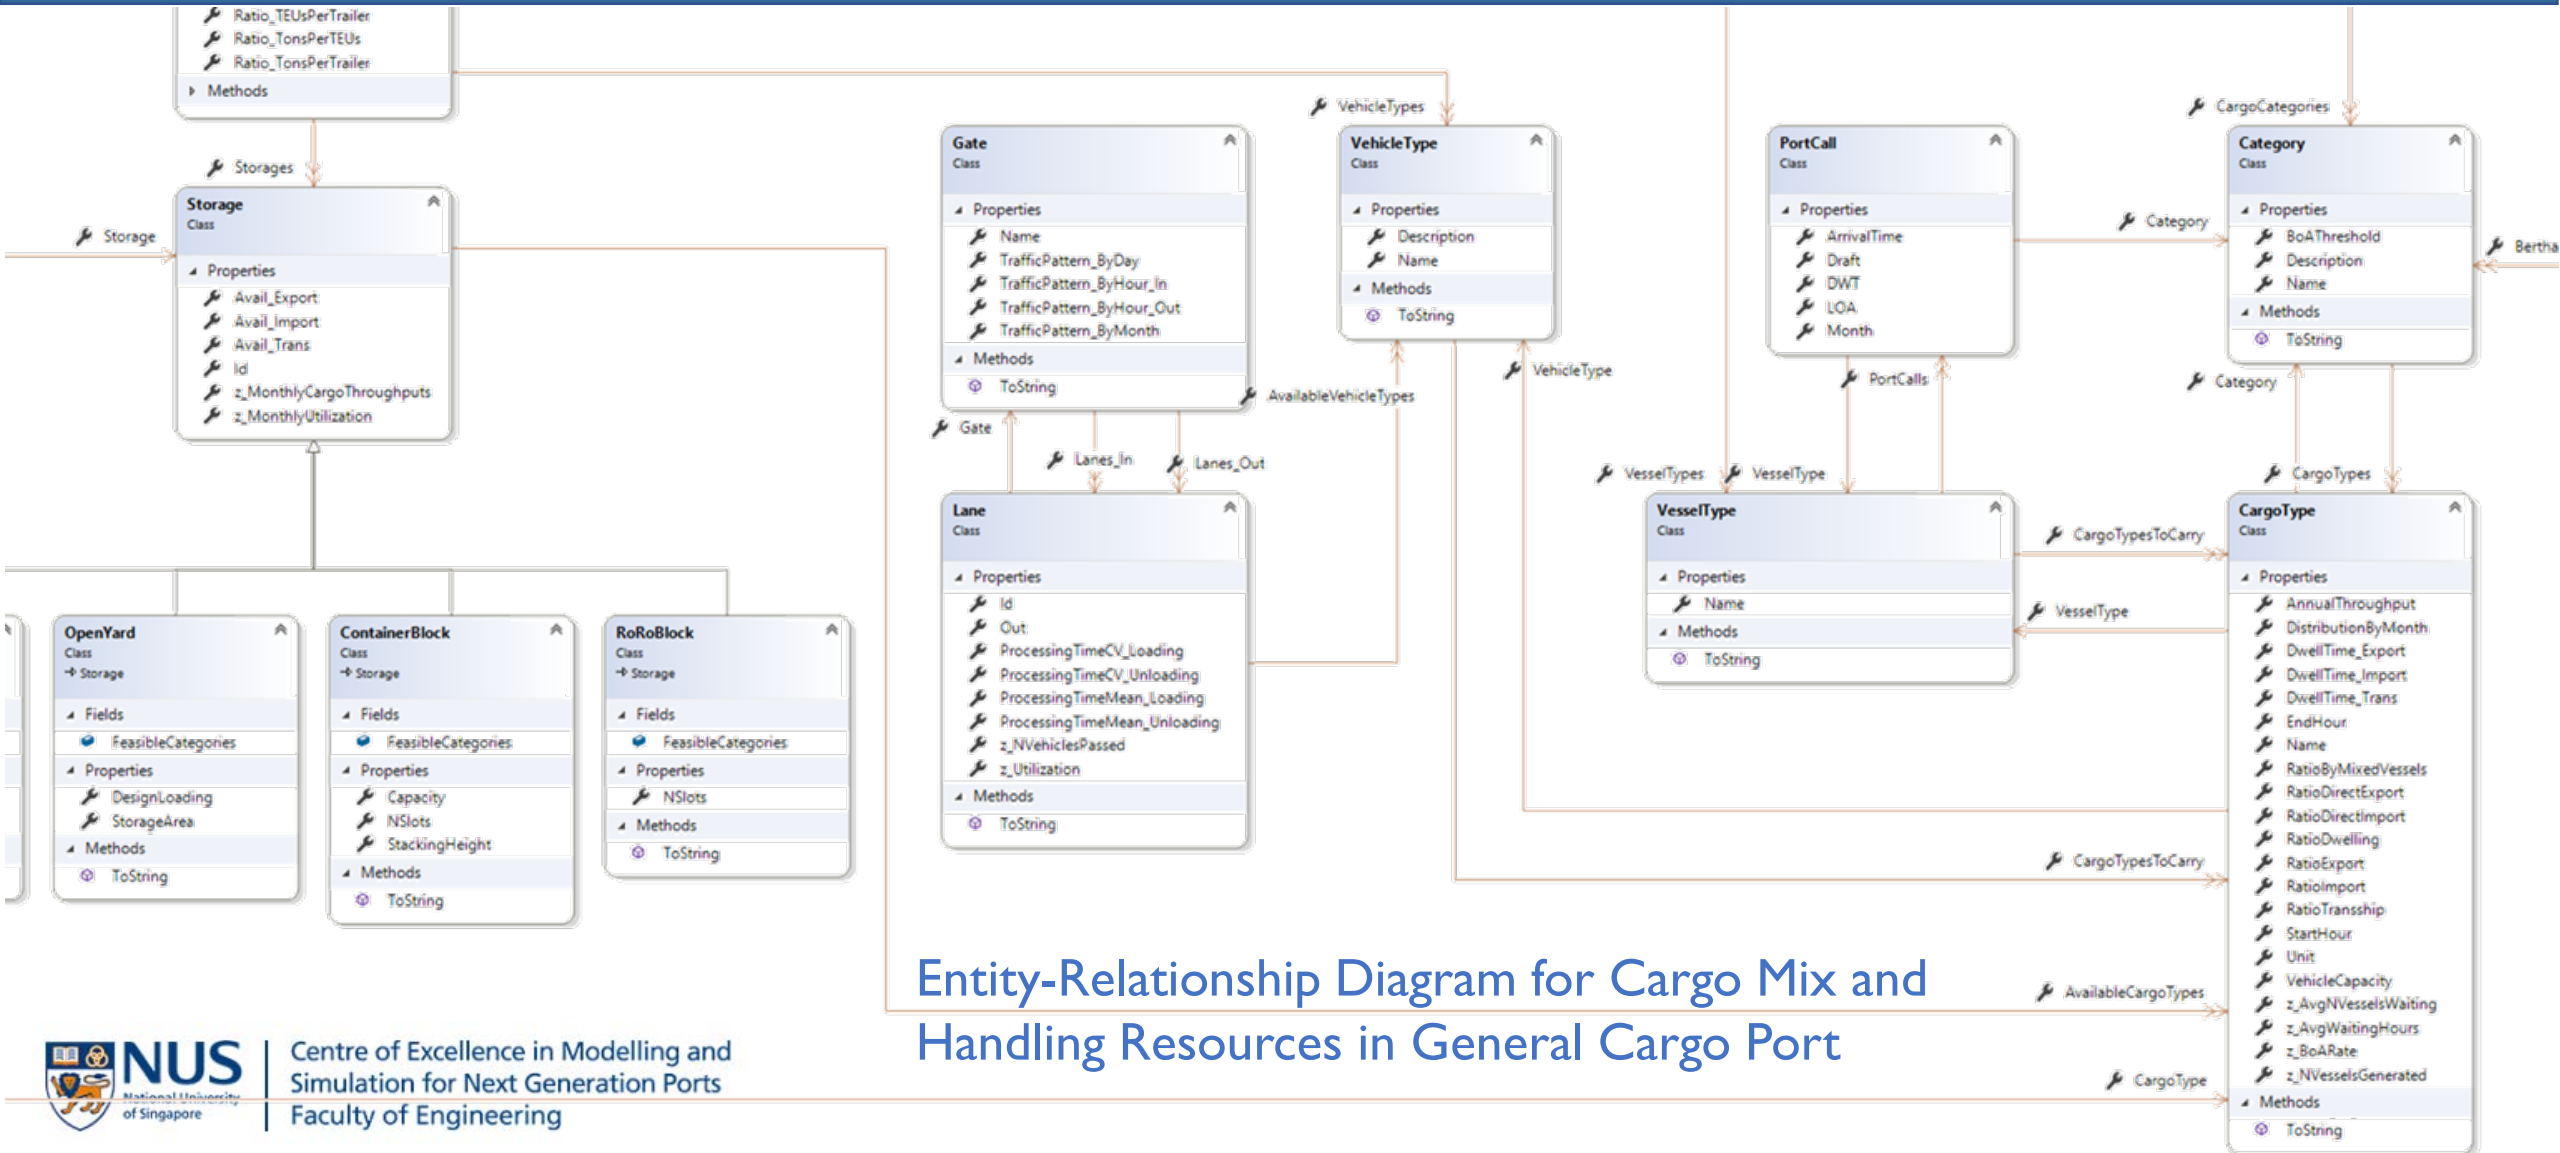 Ratio_TEUsPerTrailer
Ratio_TonsPerTEUs
Ratio_TonsPerTrailer
Methods
Storages
Storage
Storage
Class
Properties
Avail_Export
Avail_Import
Avail_Trans
Id
z_MonthlyCargoThroughputs
z_MonthlyUtilization
OpenYard
Class
Storage
Fields
FeasibleCategories
Properties
DesignLoading
StorageArea
Methods
ToString
ContainerBlock
Class
Storage
Fields
FeasibleCategories
Properties
Capacity
NSlots
StackingHeight
Methods
ToString
RoRoBlock
Class
Storage
Fields
FeasibleCategories
Properties
NSlots
Methods
ToString
Gate
Class
Properties
Name
TrafficPattern_ByDay
TrafficPattern_ByHour_In
TrafficPattern_ByHour_Out
TrafficPattern_ByMonth
Methods
ToString
Gate
Lanes_In
Lanes_Out
AvailableVehicleTypes
Lane
Class
Properties
Id
Out
ProcessingTimeCV_Loading
ProcessingTimeCV_Unloading
ProcessingTimeMean_Loading
ProcessingTimeMean_Unloading
z_NVehiclesPassed
z_Utilization
Methods
ToString
VehicleTypes
VehicleType
Class
Properties
Description
Name
Methods
ToString
VehicleType
PortCall
Class
Properties
ArrivalTime
Draft
DWT
LOA
Month
PortCalls
VesselTypes
VesselType
VesselType
Class
Properties
Name
Methods
ToString
CargoCategories
Category
Category
Class
Properties
BoAThreshold
Description
Name
Methods
ToString
Bertha
Category
CargoTypes
CargoTypesToCarry
VesselType
CargoTypesToCarry
AvailableCargoTypes
CargoType
CargoType
Class
Properties
AnnualThroughput
DistributionByMonth
DwellTime_Export
DwellTime_Import
DwellTime_Trans
EndHour
Name
RatioByMixedVessels
RatioDirectExport
RatioDirectImport
RatioDwelling
RatioExport
RatioImport
RatioTransship
StartHour
Unit
VehicleCapacity
z_AvgNVesselsWaiting
z_AvgWaitingHours
z_BoARate
z_NVesselsGenerated
Methods
ToString
Entity-Relationship Diagram for Cargo Mix and
Handling Resources in General Cargo Port
NUS
National University
of Singapore
Centre of Excellence in Modelling and
Simulation for Next Generation Ports
Faculty of Engineering